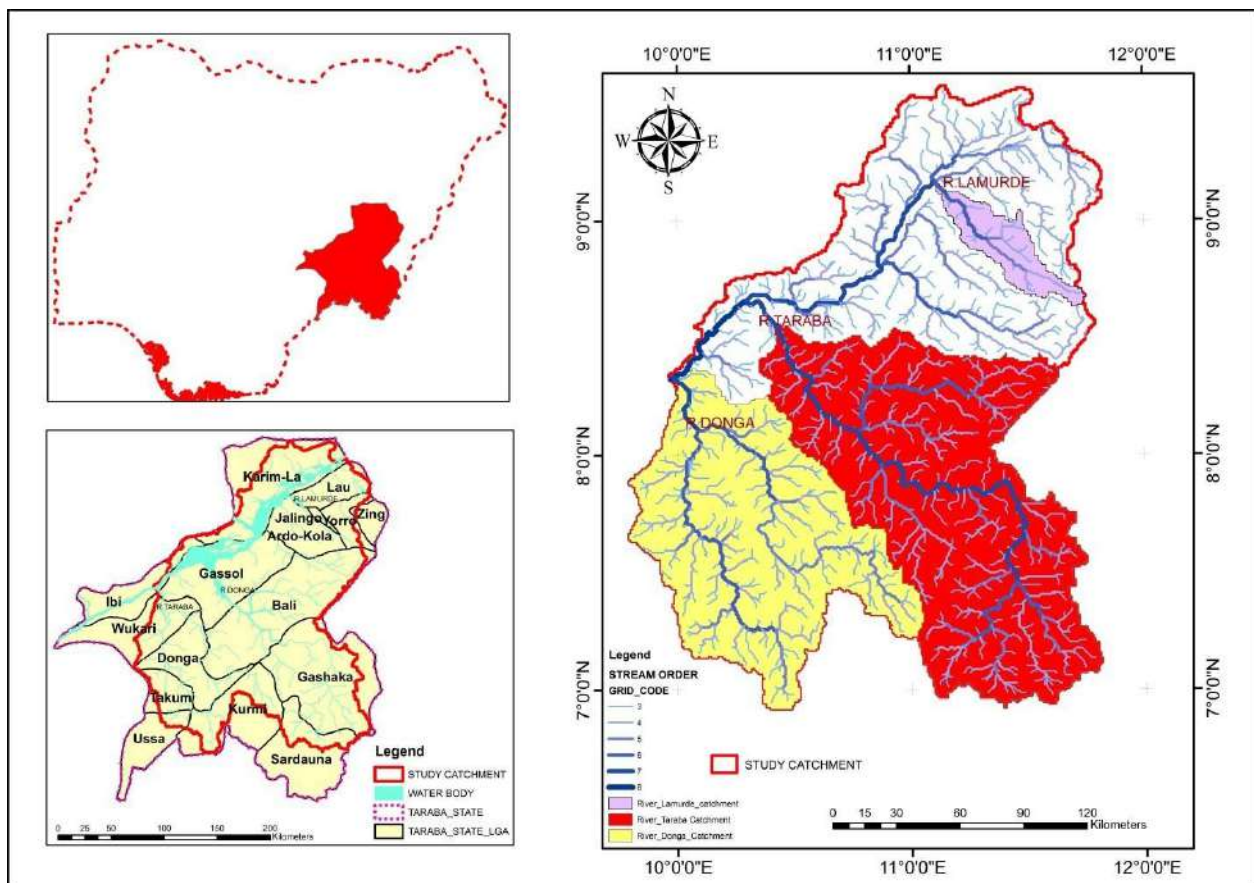 Karim-La
Lau
R.LAMURDE
Jalingo
Yorro
Zing
Ardo-Kola
Gassol
R.DONGA
Ibi
R.TARABA
Bali
Wukari
Donga
Gashaka
Takum
Kurmi
Ussa
Sardauna
Legend
STUDY CATCHMENT
WATER BODY
TARABA_STATE
TARABA_STATE_LGA
0 25 50 100 150 200
Kilometers
10°0'0"E 11°0'0"E 12°0'0"E
N
W E
S
R.LAMURDE
9°0'0"N 9°0'0"N
R.TARABA
R.DONGA
8°0'0"N 8°0'0"N
7°0'0"N 7°0'0"N
Legend
STREAM ORDER
GRID_CODE
3
4
5
6
7
8
River_Lamurda_catchment
River_Taraba Catchment
River_Donga_Catchment
STUDY CATCHMENT
0 15 30 60 90 120
Kilometers
10°0'0"E 11°0'0"E 12°0'0"E